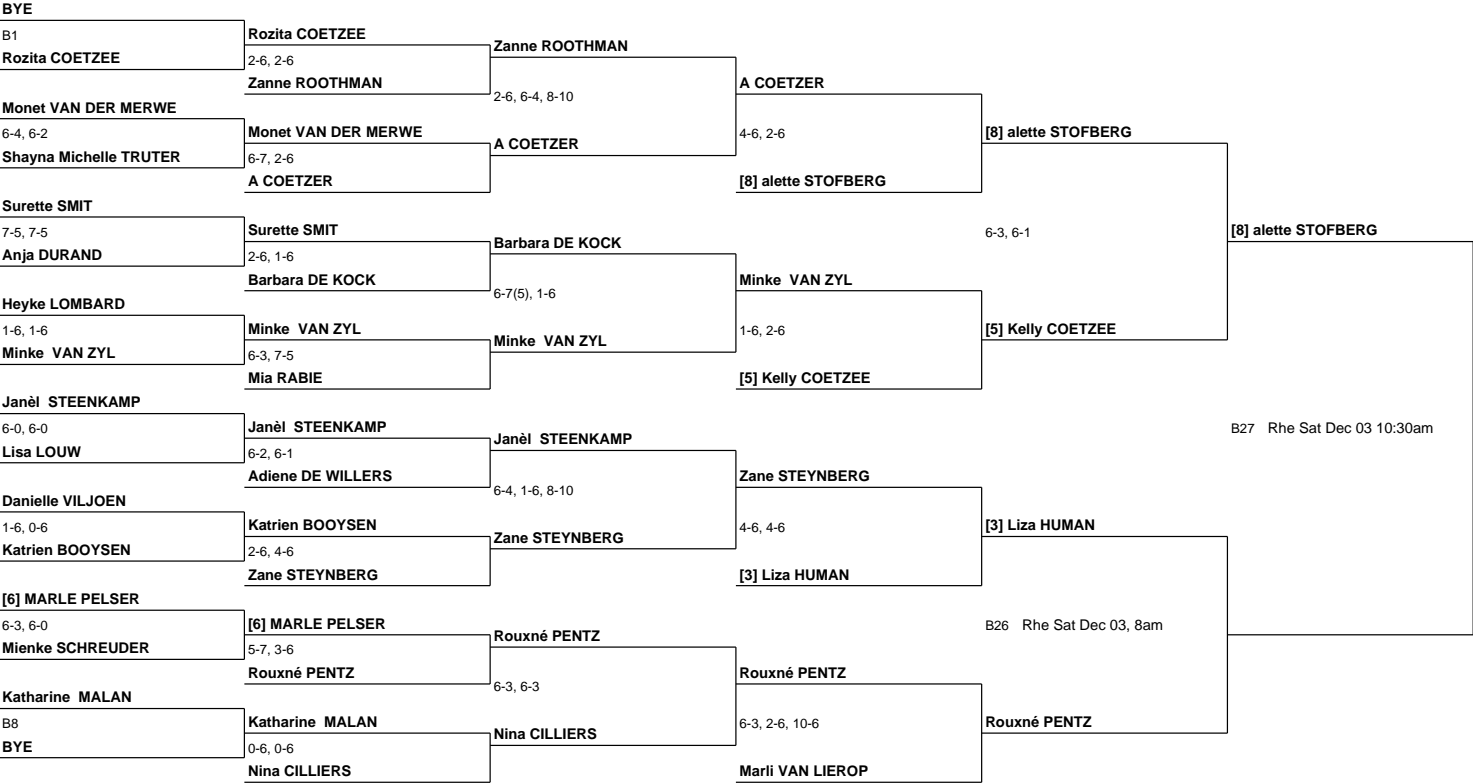 BYE
B1
Rozita COETZEE
Monet VAN DER MERWE
6-4, 6-2
Shayna Michelle TRUTER
Surette SMIT
7-5, 7-5
Anja DURAND
Heyke LOMBARD
1-6, 1-6
Minke VAN ZYL
Janèl STEENKAMP
6-0, 6-0
Lisa LOUW
Danielle VILJOEN
1-6, 0-6
Katrien BOOYSEN
[6] MARLE PELSER
6-3, 6-0
Mienke SCHREUDER
Katharine MALAN
B8
BYE
Rozita COETZEE
2-6, 2-6
Zanne ROOTHMAN
Monet VAN DER MERWE
6-7, 2-6
A COETZER
Surette SMIT
2-6, 1-6
Barbara DE KOCK
Minke VAN ZYL
6-3, 7-5
Mia RABIE
Janèl STEENKAMP
6-2, 6-1
Adiene DE WILLERS
Katrien BOOYSEN
2-6, 4-6
Zane STEYNBERG
[6] MARLE PELSER
5-7, 3-6
Rouxné PENTZ
Katharine MALAN
0-6, 0-6
Nina CILLIERS
Zanne ROOTHMAN
2-6, 6-4, 8-10
A COETZER
Barbara DE KOCK
6-7(5), 1-6
Minke VAN ZYL
Janèl STEENKAMP
6-4, 1-6, 8-10
Zane STEYNBERG
Rouxné PENTZ
6-3, 6-3
Nina CILLIERS
A COETZER
4-6, 2-6
[8] alette STOFBERG
Minke VAN ZYL
1-6, 2-6
[5] Kelly COETZEE
Zane STEYNBERG
4-6, 4-6
[3] Liza HUMAN
Rouxné PENTZ
6-3, 2-6, 10-6
Marli VAN LIEROP
[8] alette STOFBERG
6-3, 6-1
[5] Kelly COETZEE
[3] Liza HUMAN
B26 Rhe Sat Dec 03, 8am
Rouxné PENTZ
[8] alette STOFBERG
B27 Rhe Sat Dec 03 10:30am